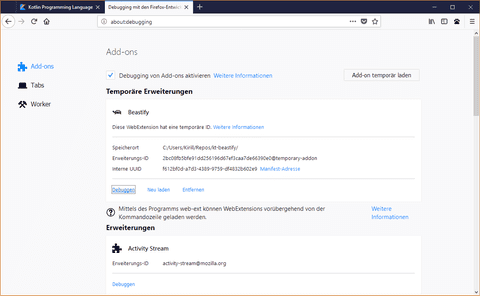 Kotlin Programming Language
Debugging mit den Firefox-Entwickl
about:debugging
Add-ons
Add-ons
Tabs
Worker
Debugging von Add-ons aktivieren Weitere Informationen
Add-on temporär laden
Temporäre Erweiterungen
Beastify
Diese WebExtension hat eine temporäre ID. Weitere Informationen
Speicherort C:/Users/Kirill/Repos/kt-beastify/
Erweiterungs-ID 2bc08fb5bfe91dd256196d67ef3caa7de66390e0@temporary-addon
Interne UUID f612bf0d-a7d3-4389-9759-df4832b602e9 Manifest-Adresse
Debuggen Neu laden Entfernen
Mittels des Programms web-ext können WebExtensions vorübergehend von der
Kommandozeile geladen werden.
Weitere
Informationen
Erweiterungen
Activity Stream
Erweiterungs-ID activity-stream@mozilla.org
Debuggen